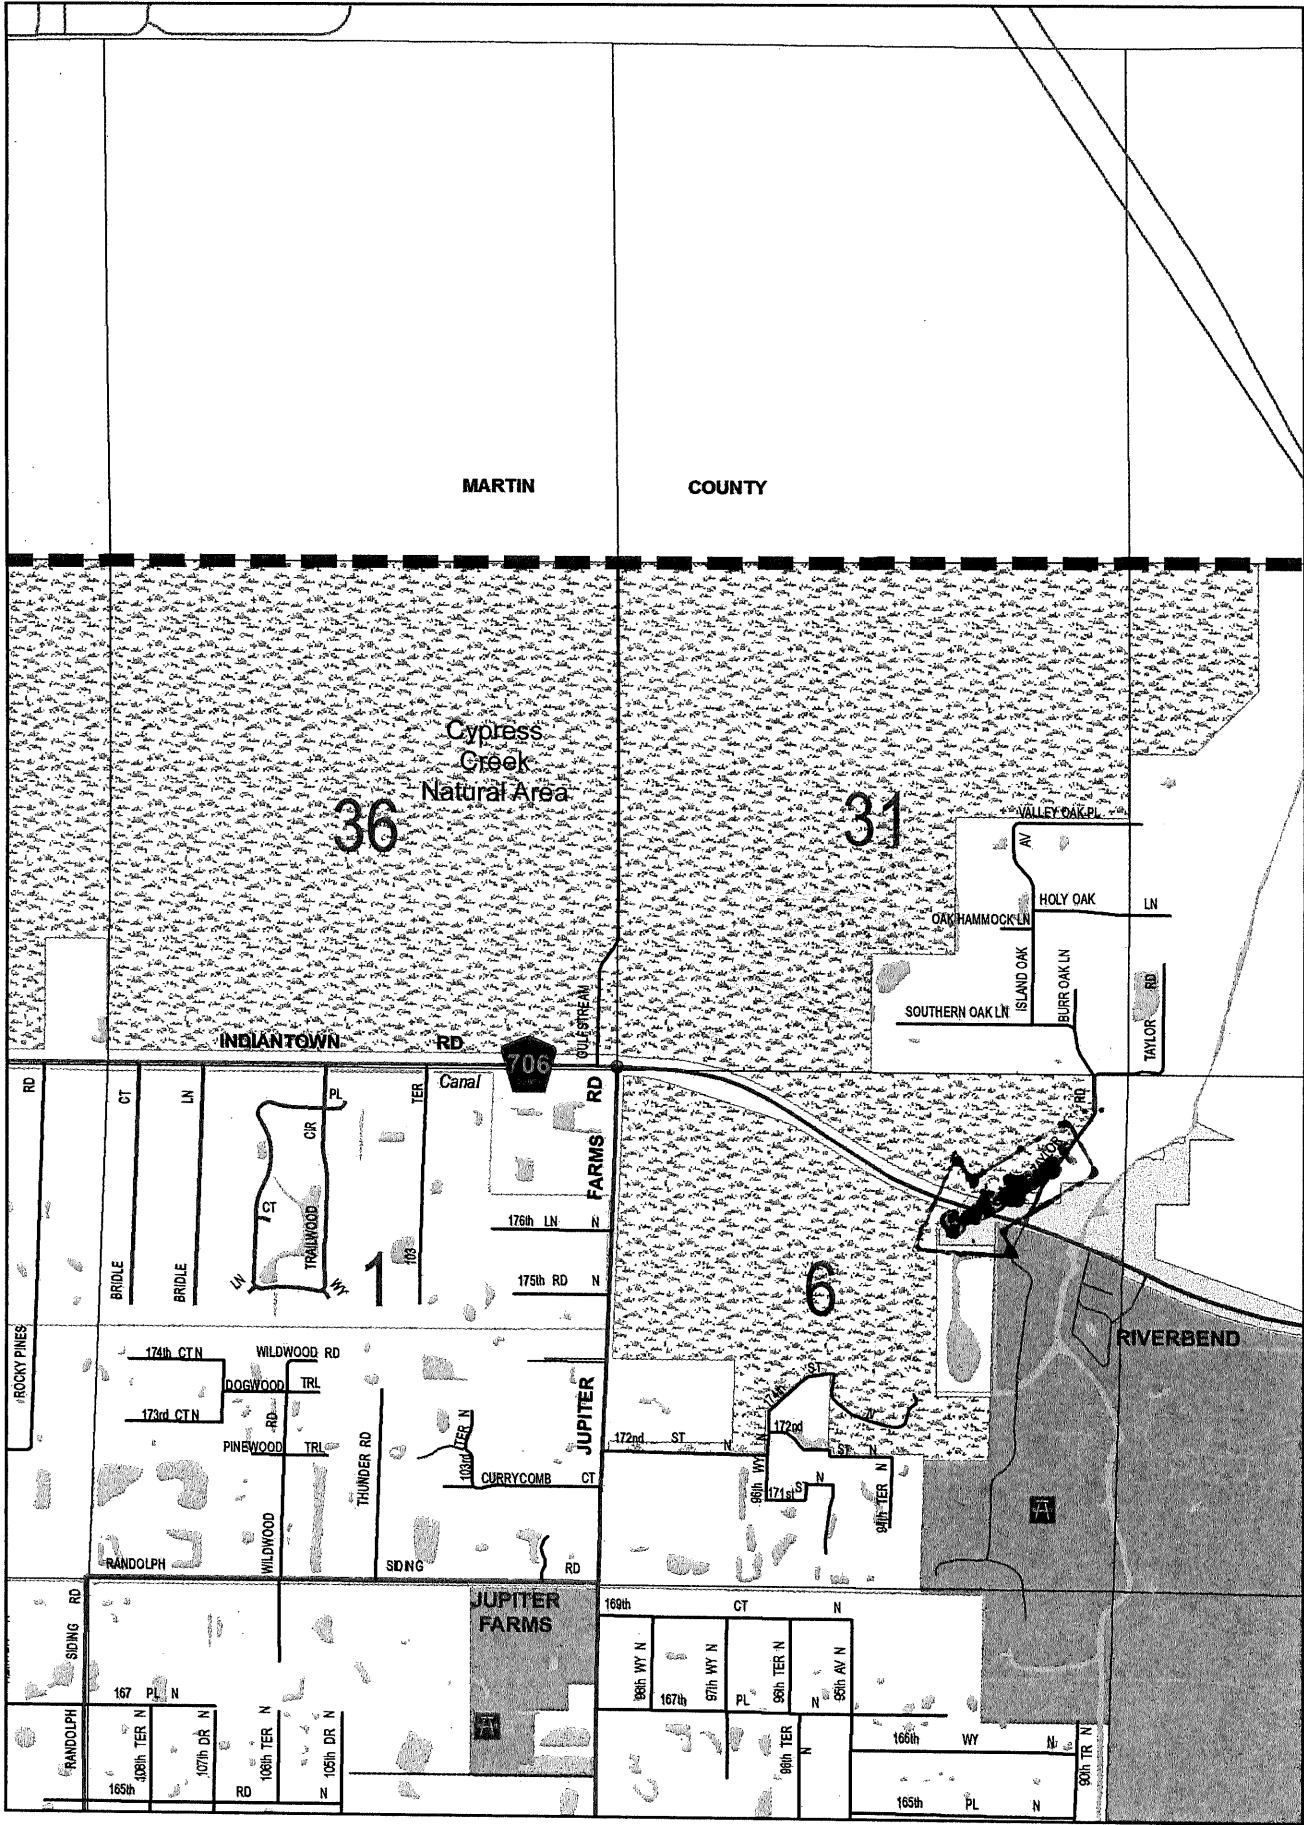 MARTIN COUNTY
Cypress
Creek
Natural Area
36
31
VALLEY OAK PL
AV
HOLY OAK LN
OAK HAMMOCK LN
ISLAND OAK
BURR OAK LN
SOUTHERN OAK LN
TAYLOR RD
GULFSTREAM
INDIANTOWN RD
706
Canal
RD
CT
LN
PL
CIR
TER
FARMS RD
RD
CT
176th LN N
TRAILWOOD
1
103
175th RD N
6
BRIDLE
BRIDLE
LN
WY
RIVERBEND
ROCKY PINES
174th CT N
WILDWOOD RD
DOGWOOD TRL
173rd CT N
RD
PINEWOOD TRL
THUNDER RD
103rd TER N
CURRYCOMB CT
JUPITER
174th ST
N
172nd ST N
172nd
ST N
96th WY N
171st S N
94th TER N
WILDWOOD
RANDOLPH
SIDING RD
JUPITER
FARMS
169th CT N
SIDING RD
98th WY N
97th WY N
96th TER N
95th AV N
167 PL N
167th PL N
RANDOLPH
108th TER N
107th DR N
106th TER N
105th DR N
96th TER N
166th WY N
90th TR N
165th RD N
165th PL N